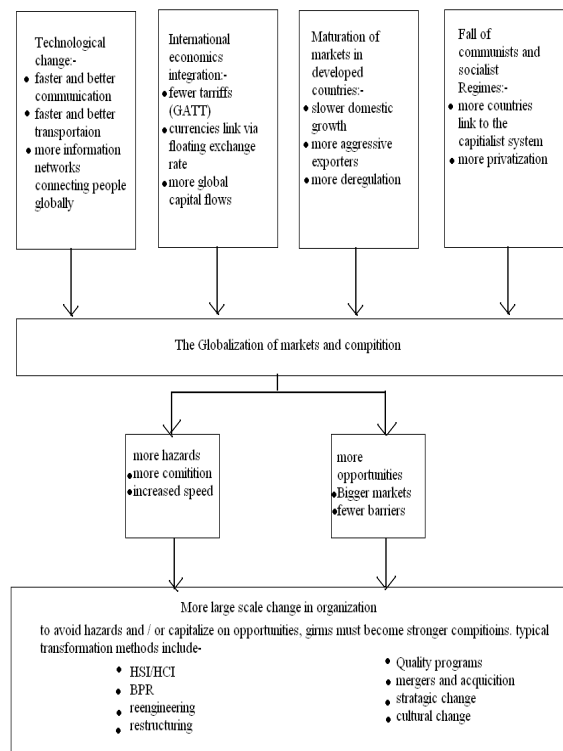 Technological
change:-
● faster and better
communication
● faster and better
transportaion
● more information
networks
connecting people
globally
International
economics
integration:-
● fewer tarriffs
(GATT)
● currencies link via
floating exchange
rate
● more global
capital flows
Maturation of
markets in
developed
countries:-
● slower domestic
growth
● more aggressive
exporters
● more deregulation
Fall of
communists and
socialist
Regimes:-
● more countries
link to the
capitialist system
● more privatization
The Globalization of markets and compitition
more hazards
● more comitition
● increased speed
more
opportunities
● Bigger markets
● fewer barriers
More large scale change in organization
to avoid hazards and / or capitalize on opportunities, girms must become stronger compitioins. typical
transformation methods include-
● HSI/HCI
● BPR
● reengineering
● restructuring
● Quality programs
● mergers and acquicition
● stratagic change
● cultural change